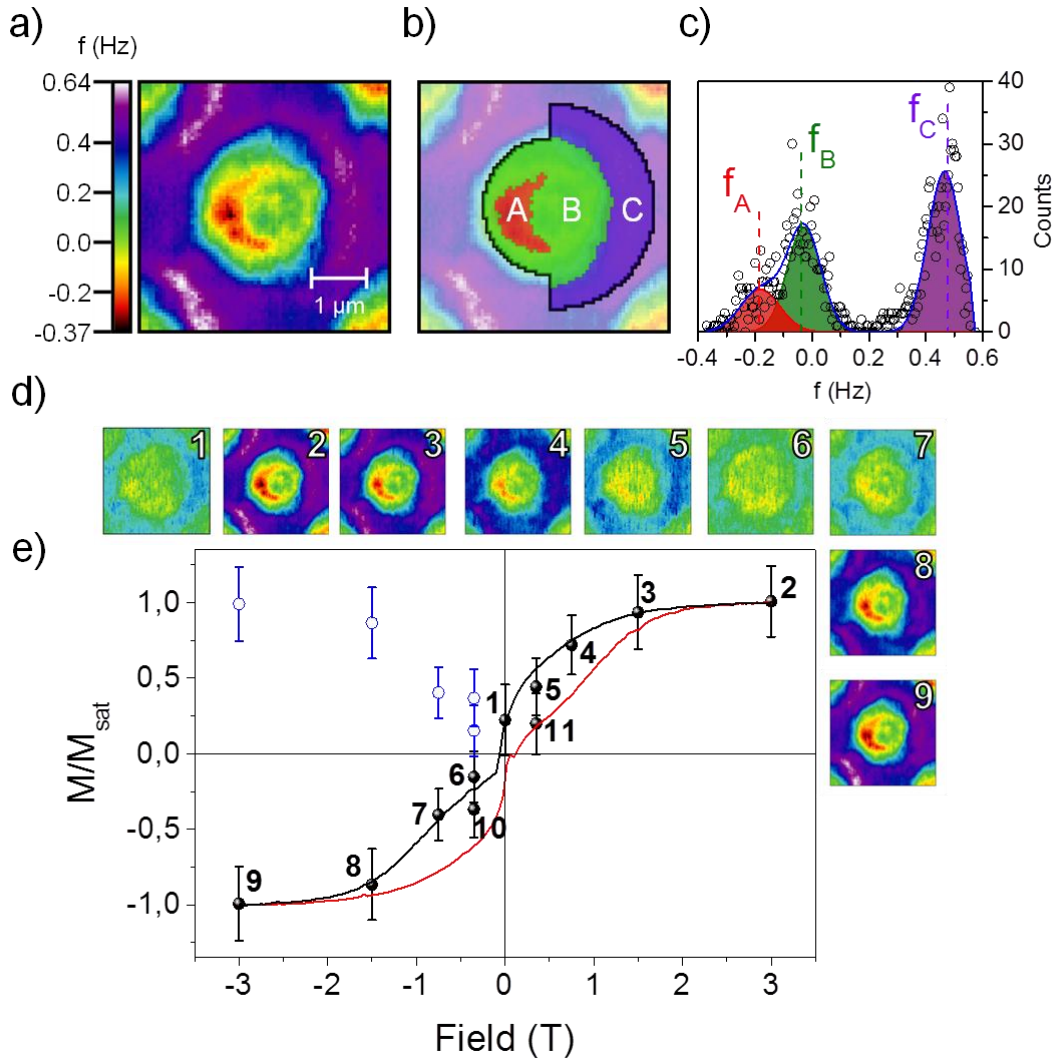 a)
f (Hz)
0.64
0.4
0.2
0.0
-0.2
-0.37
1 µm
b)
A B C
c)
f_A
f_B
f_C
40
30
20
10
0
Counts
-0.4 -0.2 0.0 0.2 0.4 0.6
f (Hz)
d)
1 2 3 4 5 6 7
8
9
e)
1,0
0,5
0,0
-0,5
-1,0
M/M_sat
1
2
3
4
5
11
6
7
10
8
9
-3 -2 -1 0 1 2 3
Field (T)